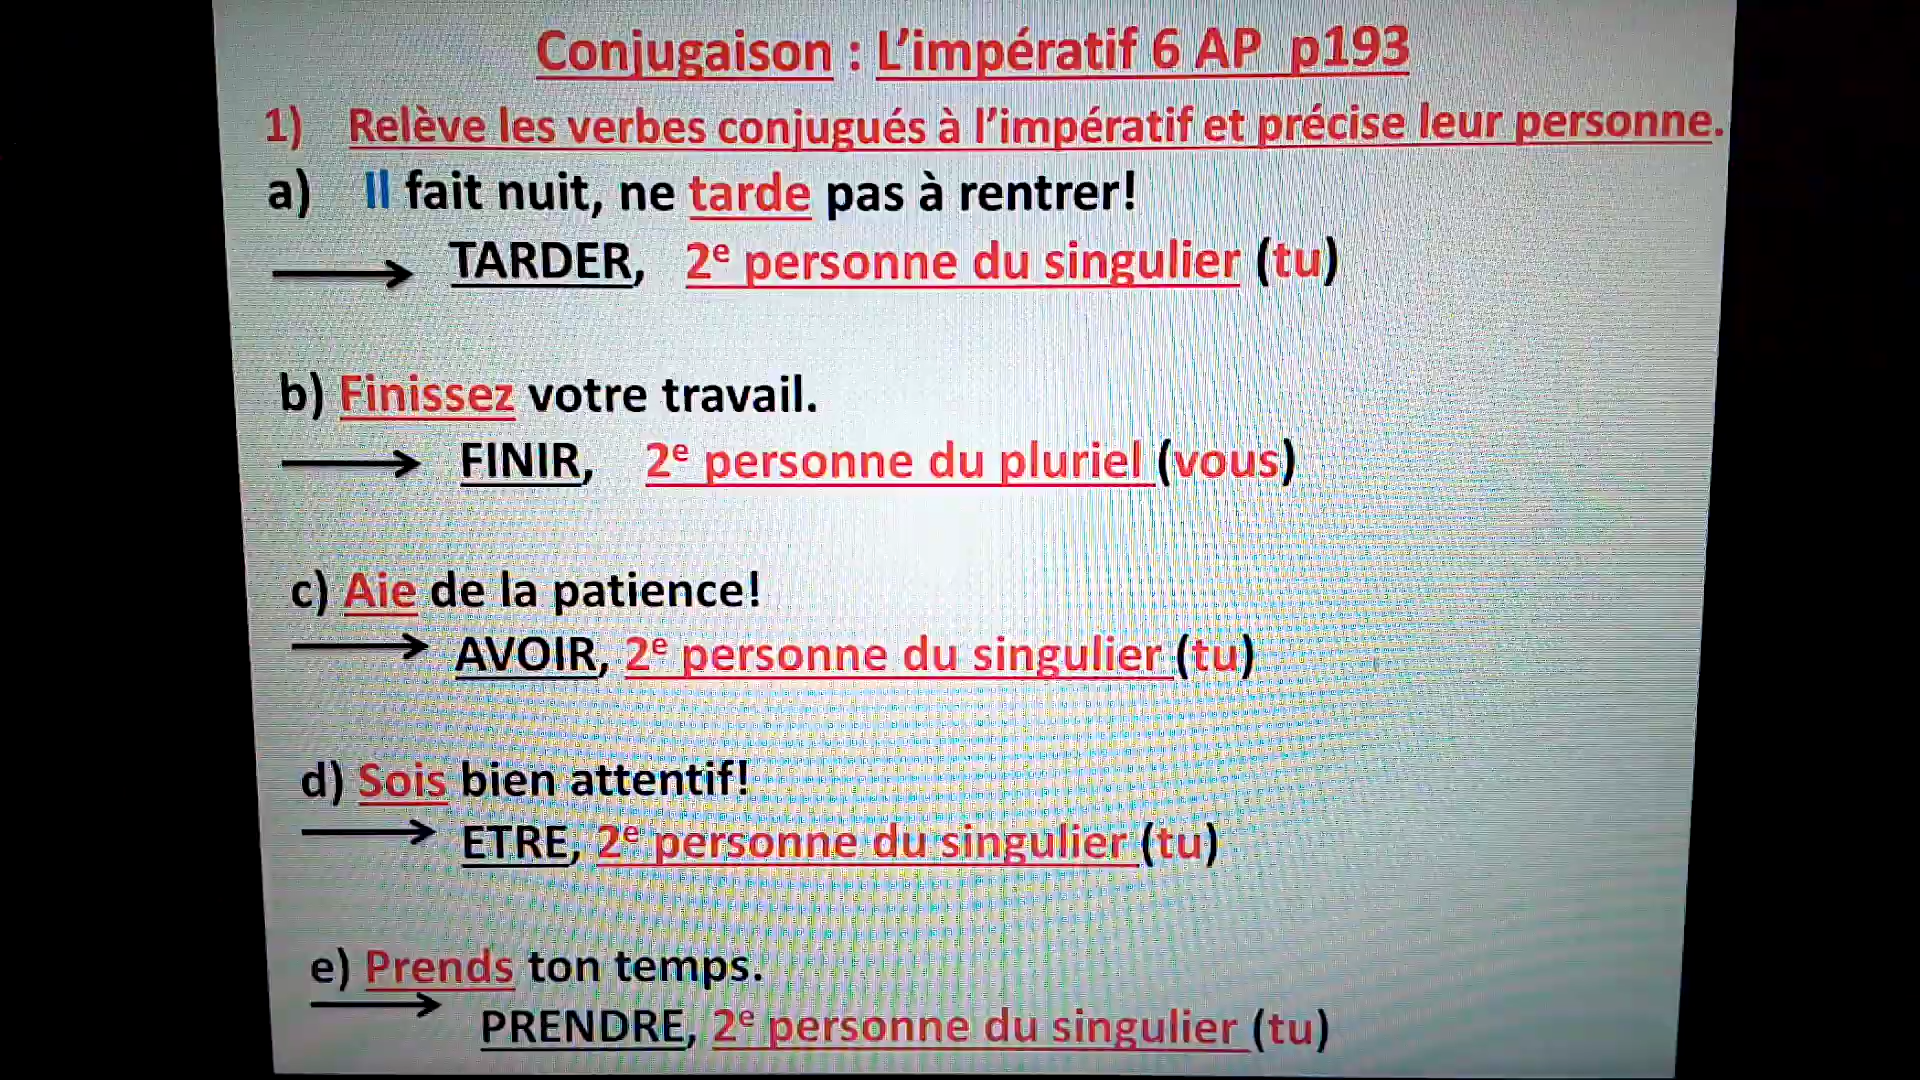 Conjugaison : L’impératif 6 AP p193
1) Relève les verbes conjugués à l’impératif et précise leur personne.
a) Il fait nuit, ne tarde pas à rentrer!
TARDER, 2e personne du singulier (tu)
b) Finissez votre travail.
FINIR, 2e personne du pluriel (vous)
c) Aie de la patience!
AVOIR, 2e personne du singulier (tu)
d) Sois bien attentif!
ETRE, 2e personne du singulier (tu)
e) Prends ton temps.
PRENDRE, 2e personne du singulier (tu)